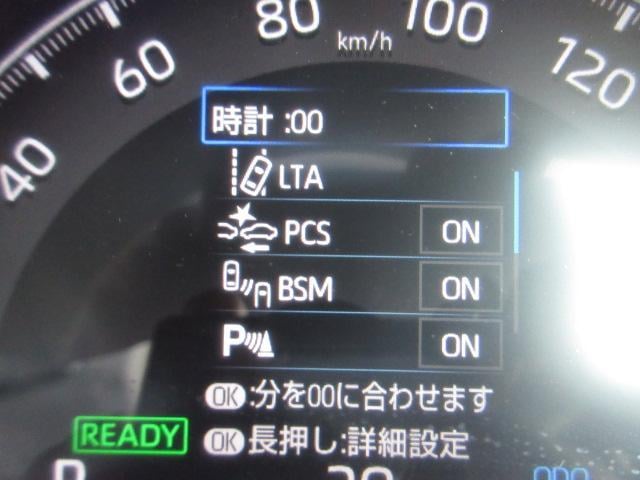 80
100
km/h
60
120
40
時計 :00
LTA
PCS ON
BSM ON
P ON
OK:分を00に合わせます
READY
OK長押し:詳細設定